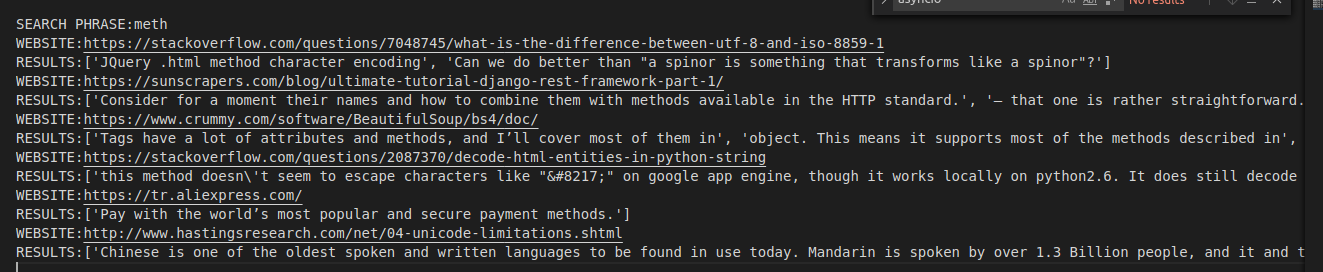 asyncio
No results
SEARCH PHRASE:meth
WEBSITE:https://stackoverflow.com/questions/7048745/what-is-the-difference-between-utf-8-and-iso-8859-1
RESULTS:['JQuery .html method character encoding', 'Can we do better than "a spinor is something that transforms like a spinor"?']
WEBSITE:https://sunscrapers.com/blog/ultimate-tutorial-django-rest-framework-part-1/
RESULTS:['Consider for a moment their names and how to combine them with methods available in the HTTP standard.', '– that one is rather straightforward.
WEBSITE:https://www.crummy.com/software/BeautifulSoup/bs4/doc/
RESULTS:['Tags have a lot of attributes and methods, and I’ll cover most of them in', 'object. This means it supports most of the methods described in',
WEBSITE:https://stackoverflow.com/questions/2087370/decode-html-entities-in-python-string
RESULTS:['this method doesn\'t seem to escape characters like "&#8217;" on google app engine, though it works locally on python2.6. It does still decode
WEBSITE:https://tr.aliexpress.com/
RESULTS:['Pay with the world’s most popular and secure payment methods.']
WEBSITE:http://www.hastingsresearch.com/net/04-unicode-limitations.shtml
RESULTS:['Chinese is one of the oldest spoken and written languages to be found in use today. Mandarin is spoken by over 1.3 Billion people, and it and t